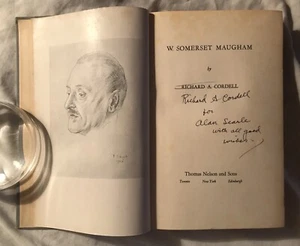 W. SOMERSET MAUGHAM
by
RICHARD A. CORDELL
Richard A. Cordell
for
Alan Searle
with all good
wishes
Thomas Nelson and Sons
Toronto New York Edinburgh